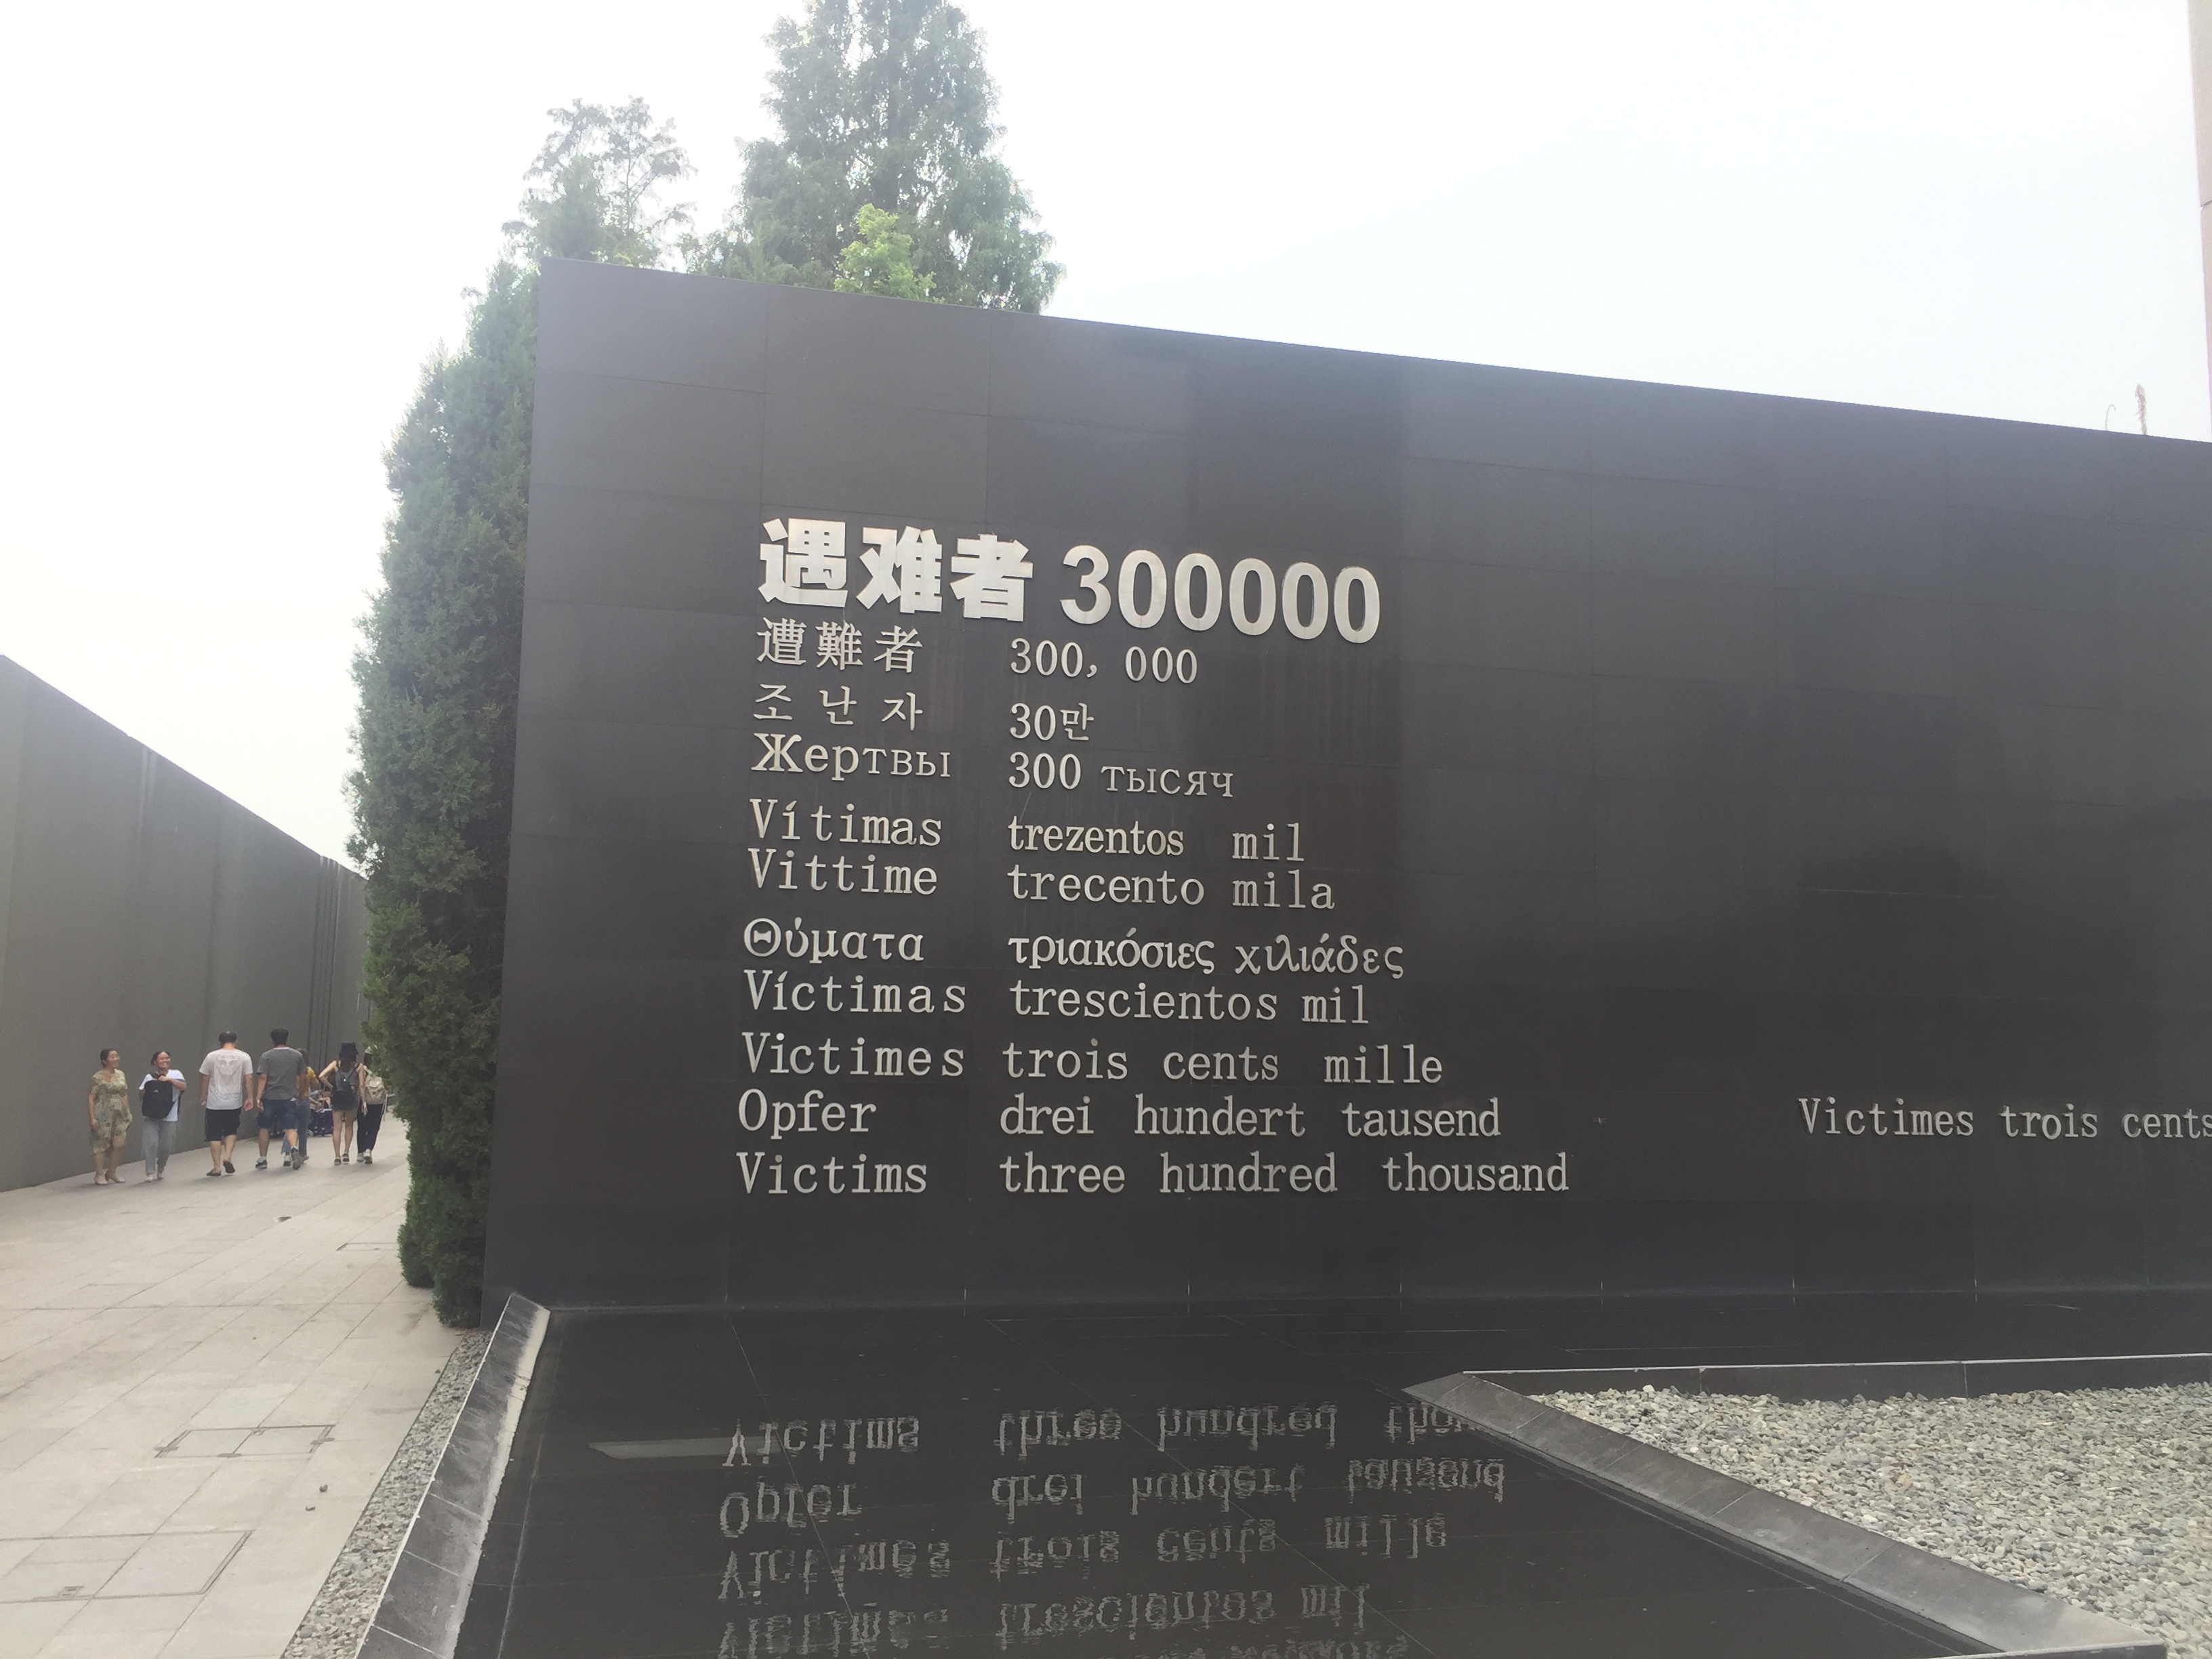 遇难者 300000
遭難者 300，000
조난자 30만
Жертвы 300 тысяч
Vítimas trezentos mil
Vittime trecento mila
Θύματα τριακόσιες χιλιάδες
Víctimas trescientos mil
Victimes trois cents mille
Opfer drei hundert tausend
Victims three hundred thousand
Victimes trois cents